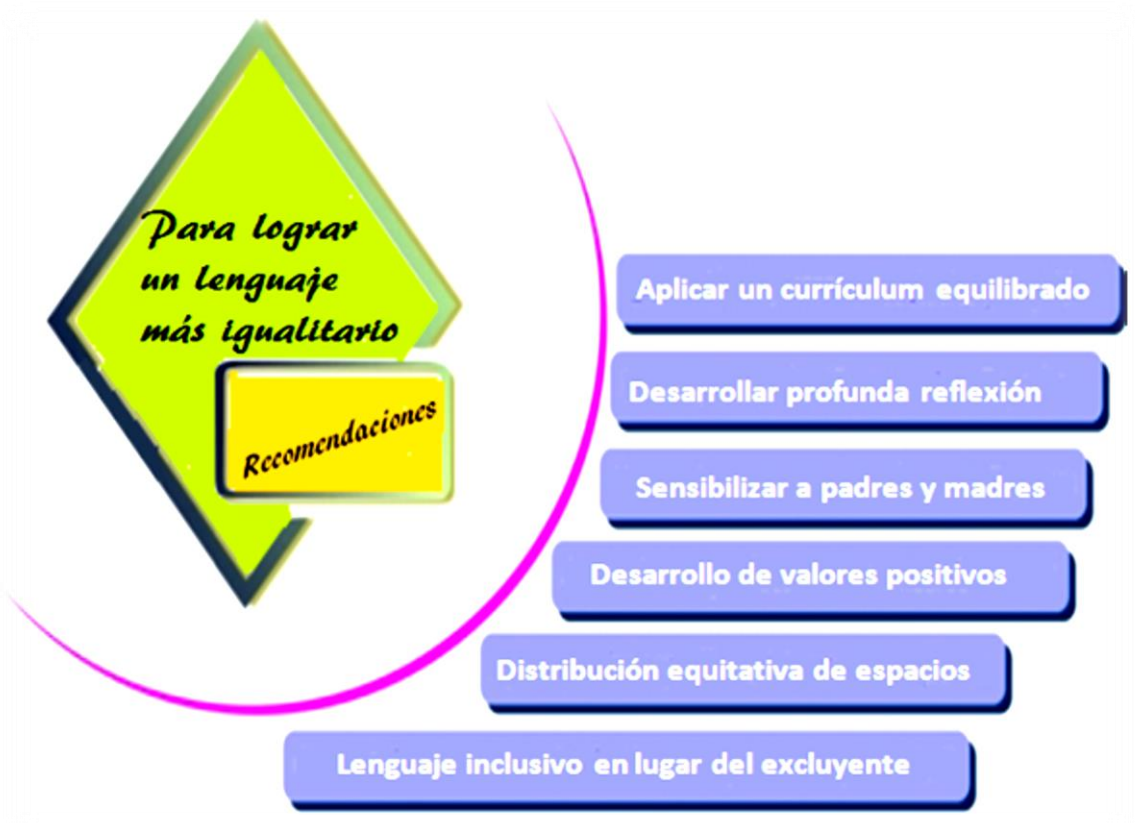 Para lograr
un lenguaje
más igualitario
Recomendaciones
Aplicar un currículum equilibrado
Desarrollar profunda reflexión
Sensibilizar a padres y madres
Desarrollo de valores positivos
Distribución equitativa de espacios
Lenguaje inclusivo en lugar del excluyente